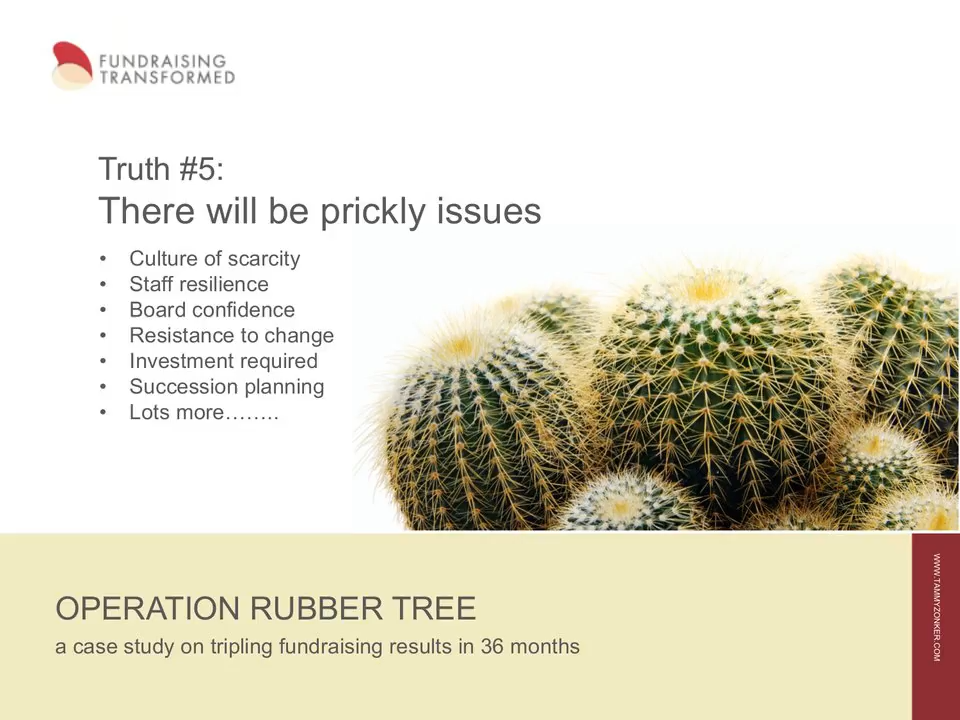 FUNDRAISING
TRANSFORMED
Truth #5:
There will be prickly issues
• Culture of scarcity
• Staff resilience
• Board confidence
• Resistance to change
• Investment required
• Succession planning
• Lots more……..
OPERATION RUBBER TREE
a case study on tripling fundraising results in 36 months
WWW.TAMMYZONKER.COM